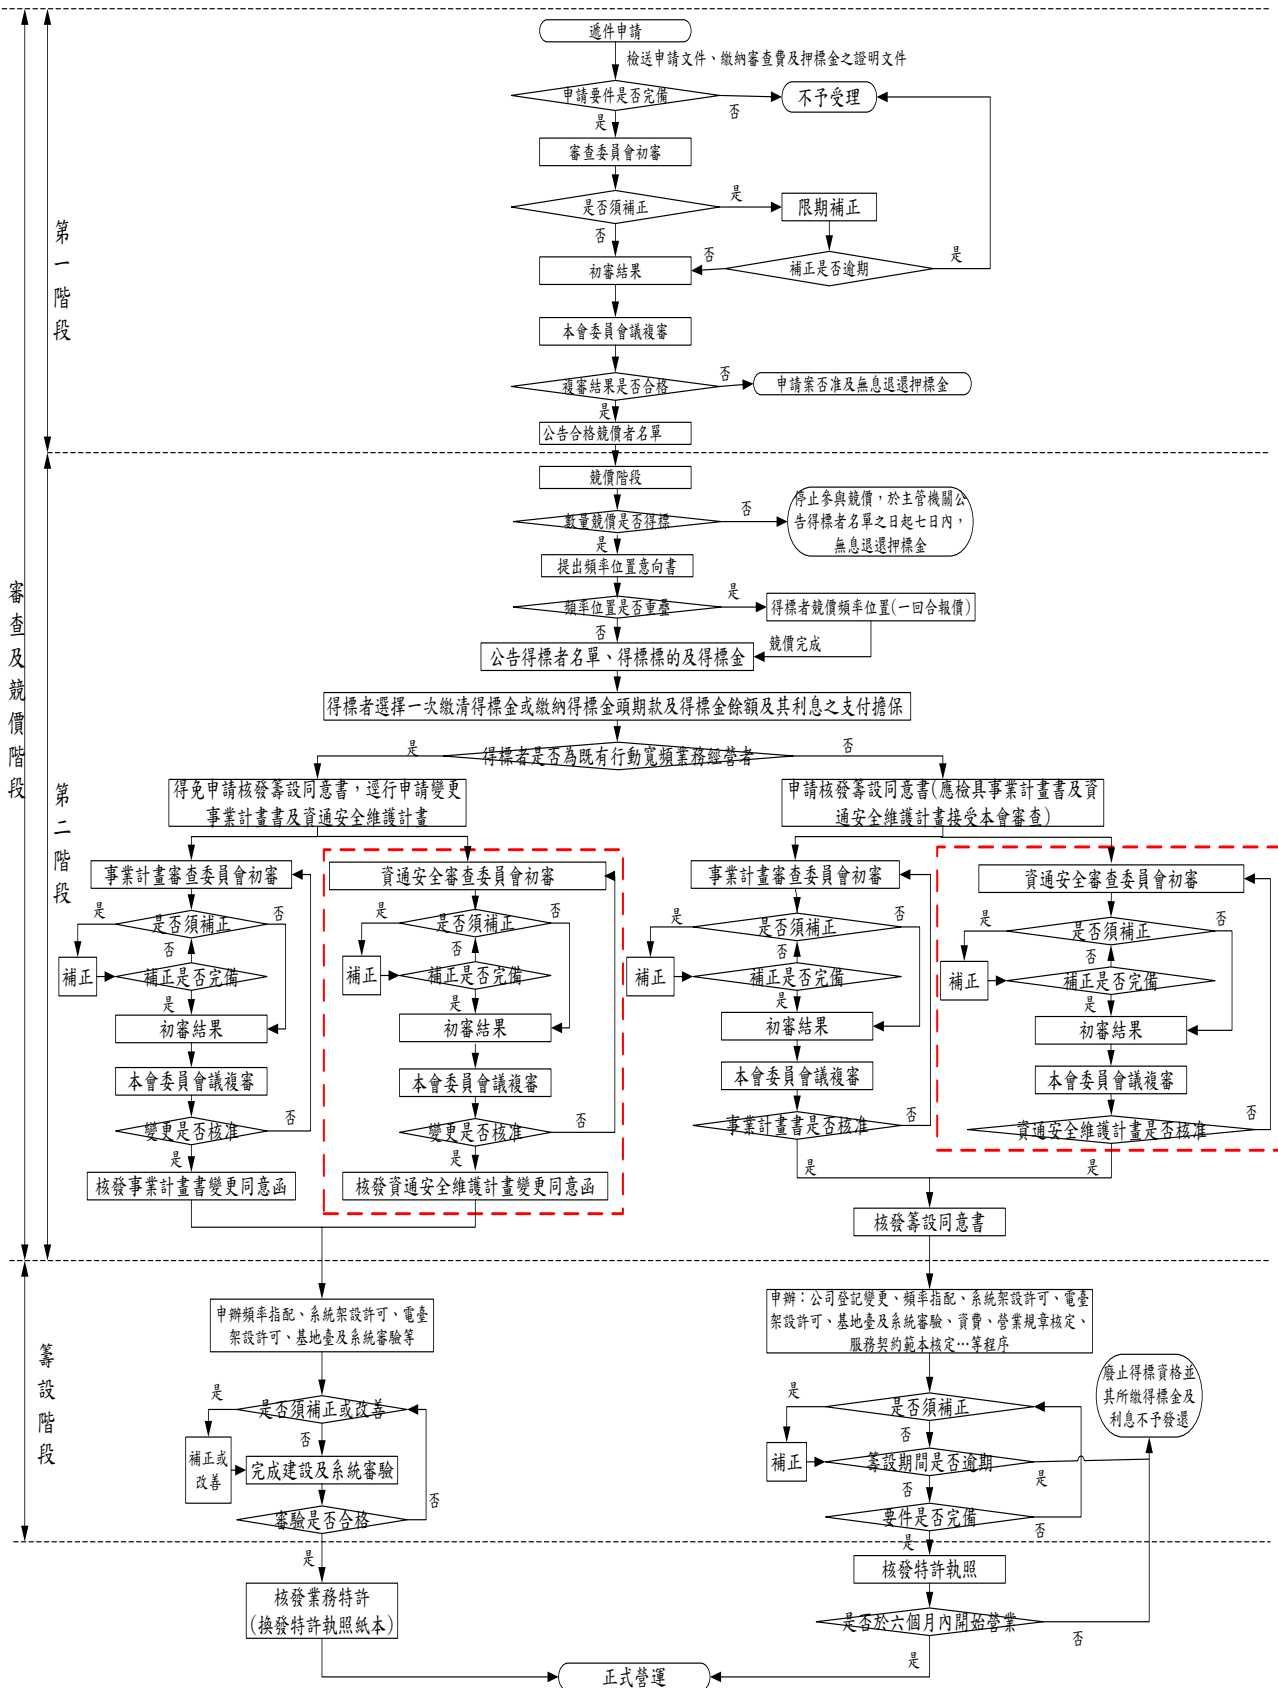 遞件申請
檢送申請文件、繳納審查費及押標金之證明文件
申請要件是否完備
否
不予受理
是
審查委員會初審
是否須補正
是
限期補正
否
初審結果
否
補正是否逾期
是
本會委員會議複審
複審結果是否合格
否
申請案否准及無息退還押標金
是
公告合格競價者名單
第一階段
競價階段
數量競價是否得標
否
停止參與競價，於主管機關公
告得標者名單之日起七日內，
無息退還押標金
是
提出頻率位置意向書
頻率位置是否重疊
是
得標者競價頻率位置(一回合報價)
否
競價完成
公告得標者名單、得標標的及得標金
得標者選擇一次繳清得標金或繳納得標金頭期款及得標金餘額及其利息之支付擔保
是
得標者是否為既有行動寬頻業務經營者
否
審查及競價階段
第二階段
得免申請核發籌設同意書，逕行申請變更
事業計畫書及資通安全維護計畫
申請核發籌設同意書(應檢具事業計畫書及資
通安全維護計畫接受本會審查)
事業計畫審查委員會初審
是
是否須補正
否
否
補正
補正是否完備
是
初審結果
本會委員會議複審
變更是否核准
否
是
核發事業計畫書變更同意函
資通安全審查委員會初審
是
是否須補正
否
否
補正
補正是否完備
是
初審結果
本會委員會議複審
變更是否核准
否
是
核發資通安全維護計畫變更同意函
事業計畫審查委員會初審
是
是否須補正
否
否
補正
補正是否完備
是
初審結果
本會委員會議複審
事業計畫書是否核准
否
是
資通安全審查委員會初審
是
是否須補正
否
否
補正
補正是否完備
是
初審結果
本會委員會議複審
資通安全維護計畫是否核准
否
是
核發籌設同意書
籌設階段
申辦頻率指配、系統架設許可、電臺
架設許可、基地臺及系統審驗等
是
是否須補正或改善
否
補正或
改善
完成建設及系統審驗
否
審驗是否合格
是
核發業務特許
(換發特許執照紙本)
申辦：公司登記變更、頻率指配、系統架設許可、電臺
架設許可、基地臺及系統審驗、資費、營業規章核定、
服務契約範本核定…等程序
廢止得標資格並
其所繳得標金及
利息不予發還
是
是否須補正
否
補正
籌設期間是否逾期
是
否
要件是否完備
否
是
核發特許執照
是否於六個月內開始營業
否
是
正式營運